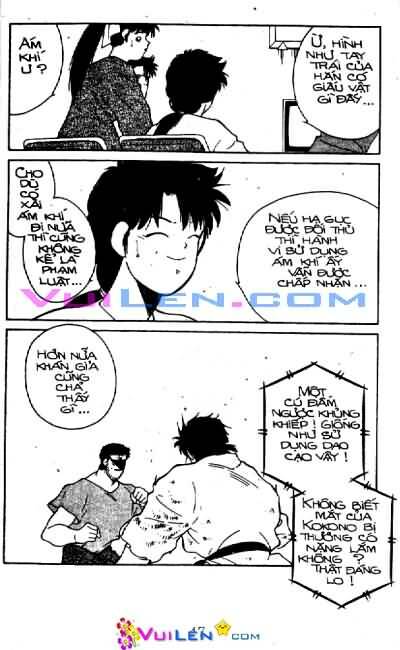 ÁM
KHÍ
Ư ?
Ừ, HÌNH
NHƯ TAY
TRÁI CỦA
HẮN CÓ
GIẤU VẬT
GÌ ĐẤY...
CHO
DÙ
CÓ
XÀI
ÁM KHÍ
ĐI NỮA
THÌ CŨNG
KHÔNG
KỂ LÀ
PHẠM
LUẬT...
NẾU HẠ GỤC
ĐƯỢC ĐỐI THỦ
THÌ HÀNH
VI SỬ DỤNG
ÁM KHÍ ẤY
VẪN ĐƯỢC
CHẤP NHẬN...
VUILEN.COM
HƠN NỮA
KHÁN GIẢ
CŨNG
CHẢ
THẤY
GÌ...
MỘT
CÚ ĐẤM
NGƯỢC KHỦNG
KHIẾP ! GIỐNG
NHƯ SỬ
DỤNG DAO
CẠO VẬY !
KHÔNG BIẾT
MẮT CỦA
KOKONO BỊ
THƯƠNG CÓ
NẶNG LẮM
KHÔNG ?
THẬT ĐÁNG
LO !
47
VUILEN.COM